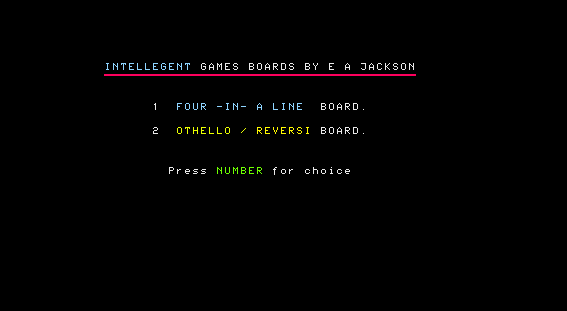 INTELLEGENT GAMES BOARDS BY E A JACKSON
1 FOUR -IN- A LINE BOARD.
2 OTHELLO / REVERSI BOARD.
Press NUMBER for choice